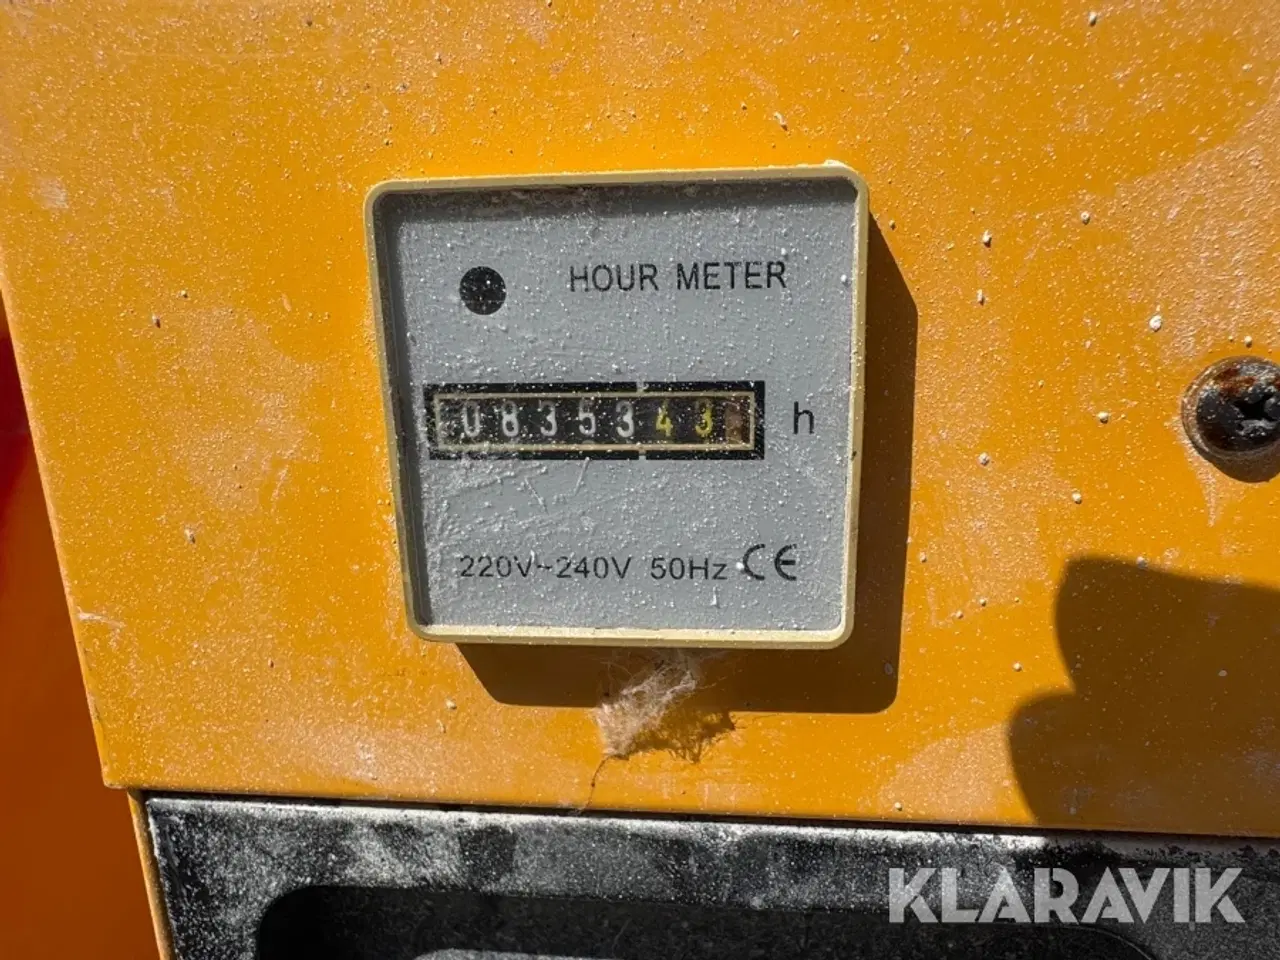 HOUR METER
0835343 h
220V~240V 50Hz CE
KLARAVIK